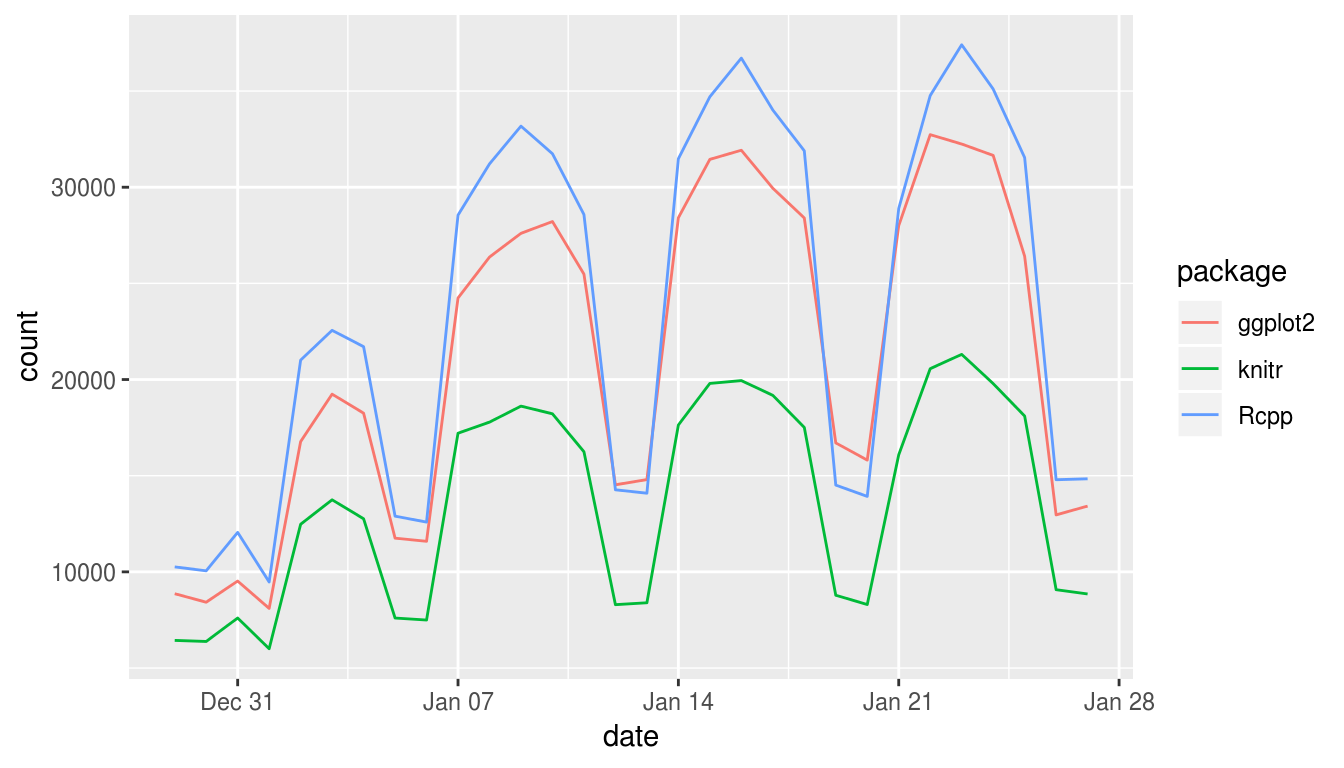 30000
20000
10000
count
Dec 31
Jan 07
Jan 14
Jan 21
Jan 28
date
package
ggplot2
knitr
Rcpp